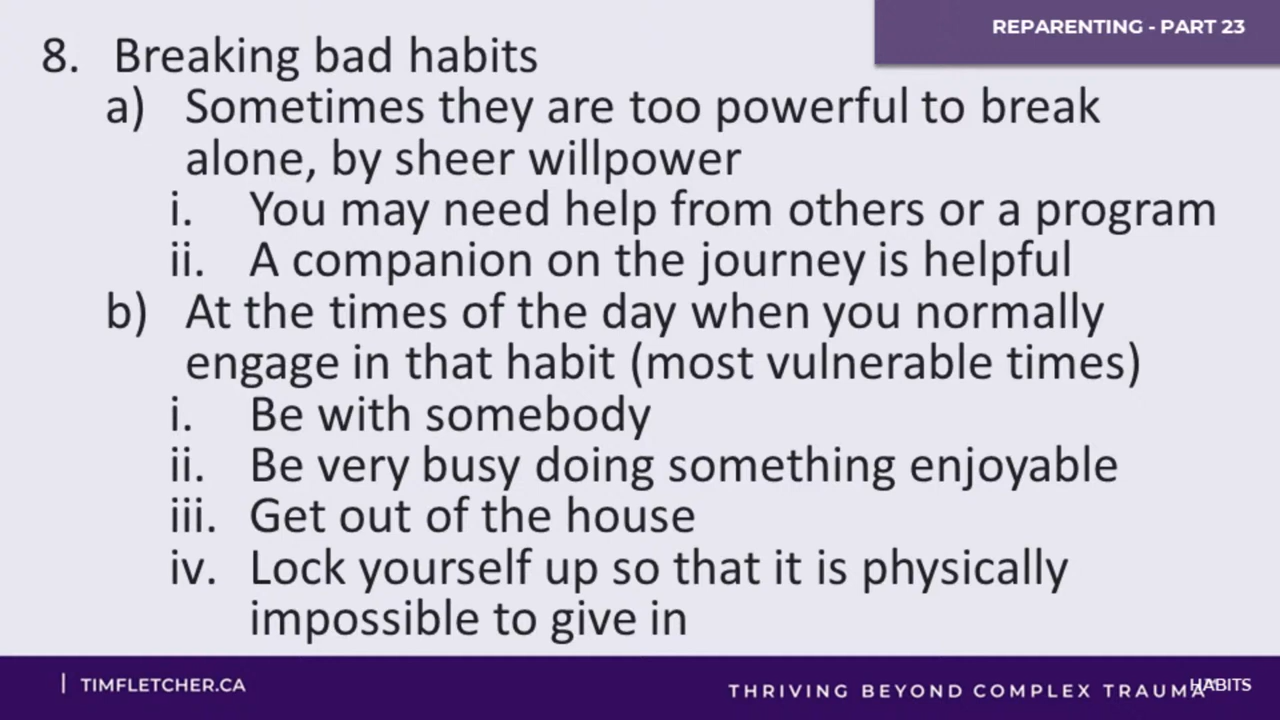 REPARENTING - PART 23
8. Breaking bad habits
a) Sometimes they are too powerful to break
alone, by sheer willpower
i. You may need help from others or a program
ii. A companion on the journey is helpful
b) At the times of the day when you normally
engage in that habit (most vulnerable times)
i. Be with somebody
ii. Be very busy doing something enjoyable
iii. Get out of the house
iv. Lock yourself up so that it is physically
impossible to give in
| TIMFLETCHER.CA
THRIVING BEYOND COMPLEX TRAUMA
HABITS